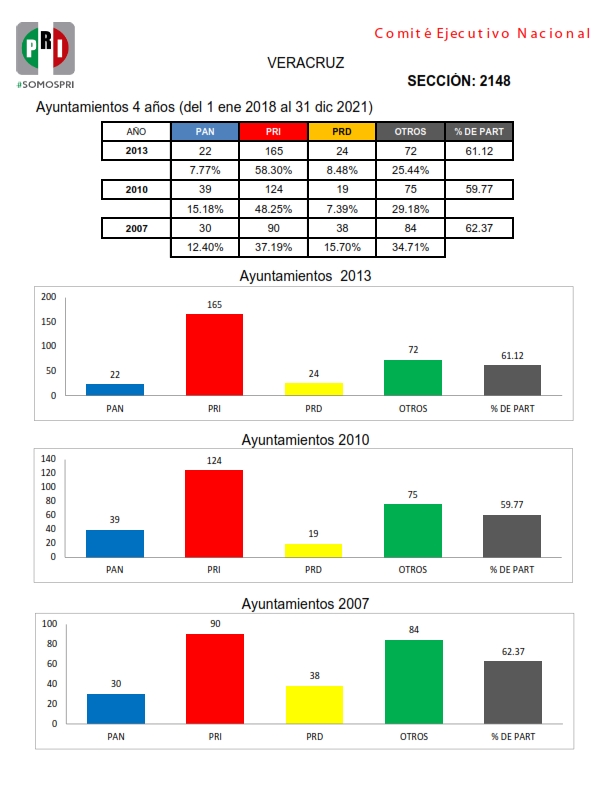 Comité Ejecutivo Nacional
PRI
#SOMOSPRI
VERACRUZ
SECCIÓN: 2148
Ayuntamientos 4 años (del 1 ene 2018 al 31 dic 2021)
AÑO PAN PRI PRD OTROS % DE PART
2013 22 165 24 72 61.12
7.77% 58.30% 8.48% 25.44%
2010 39 124 19 75 59.77
15.18% 48.25% 7.39% 29.18%
2007 30 90 38 84 62.37
12.40% 37.19% 15.70% 34.71%
Ayuntamientos 2013
200
150
100
50
0
22 165 24 72 61.12
PAN PRI PRD OTROS % DE PART
Ayuntamientos 2010
140
120
100
80
60
40
20
0
39 124 19 75 59.77
PAN PRI PRD OTROS % DE PART
Ayuntamientos 2007
100
80
60
40
20
0
30 90 38 84 62.37
PAN PRI PRD OTROS % DE PART